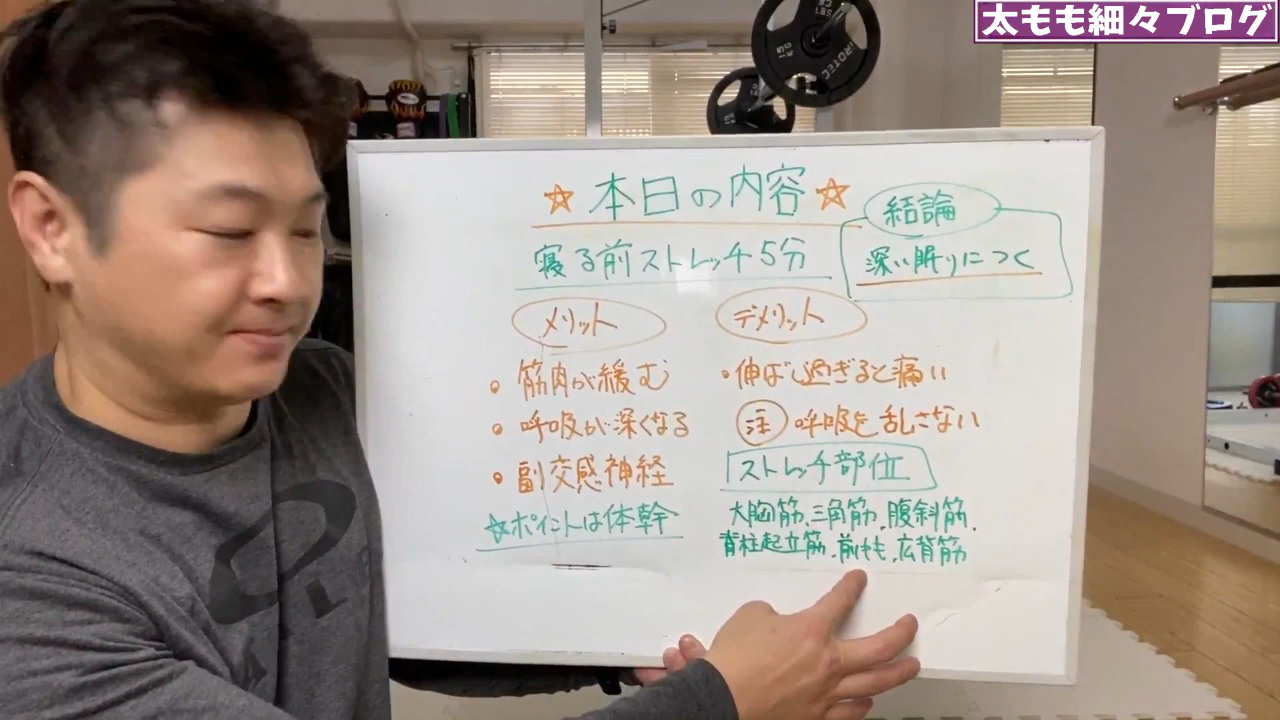 太もも細々ブログ
☆本日の内容☆
寝る前ストレッチ5分
結論
深い眠りにつく
メリット
・筋肉が緩む
・呼吸が深くなる
・副交感神経
☆ポイントは体幹
デメリット
・伸ばし過ぎると痛い
注 呼吸を乱さない
ストレッチ部位
大胸筋、三角筋、腹斜筋、
脊柱起立筋、前もも、広背筋